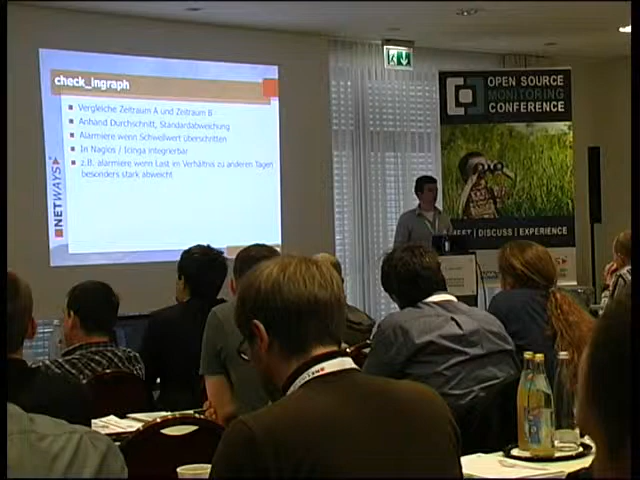 check_ingraph
Vergleiche Zeitraum A und Zeitraum B
Anhand Durchschnitt, Standardabweichung
Alarmiere wenn Schwellwert überschritten
In Nagios / Icinga integrierbar
z.B. alarmiere wenn Last im Verhältnis zu anderen Tagen
besonders stark abweicht
NETWAYS
OPEN SOURCE
MONITORING
CONFERENCE
MEET | DISCUSS | EXPERIENCE